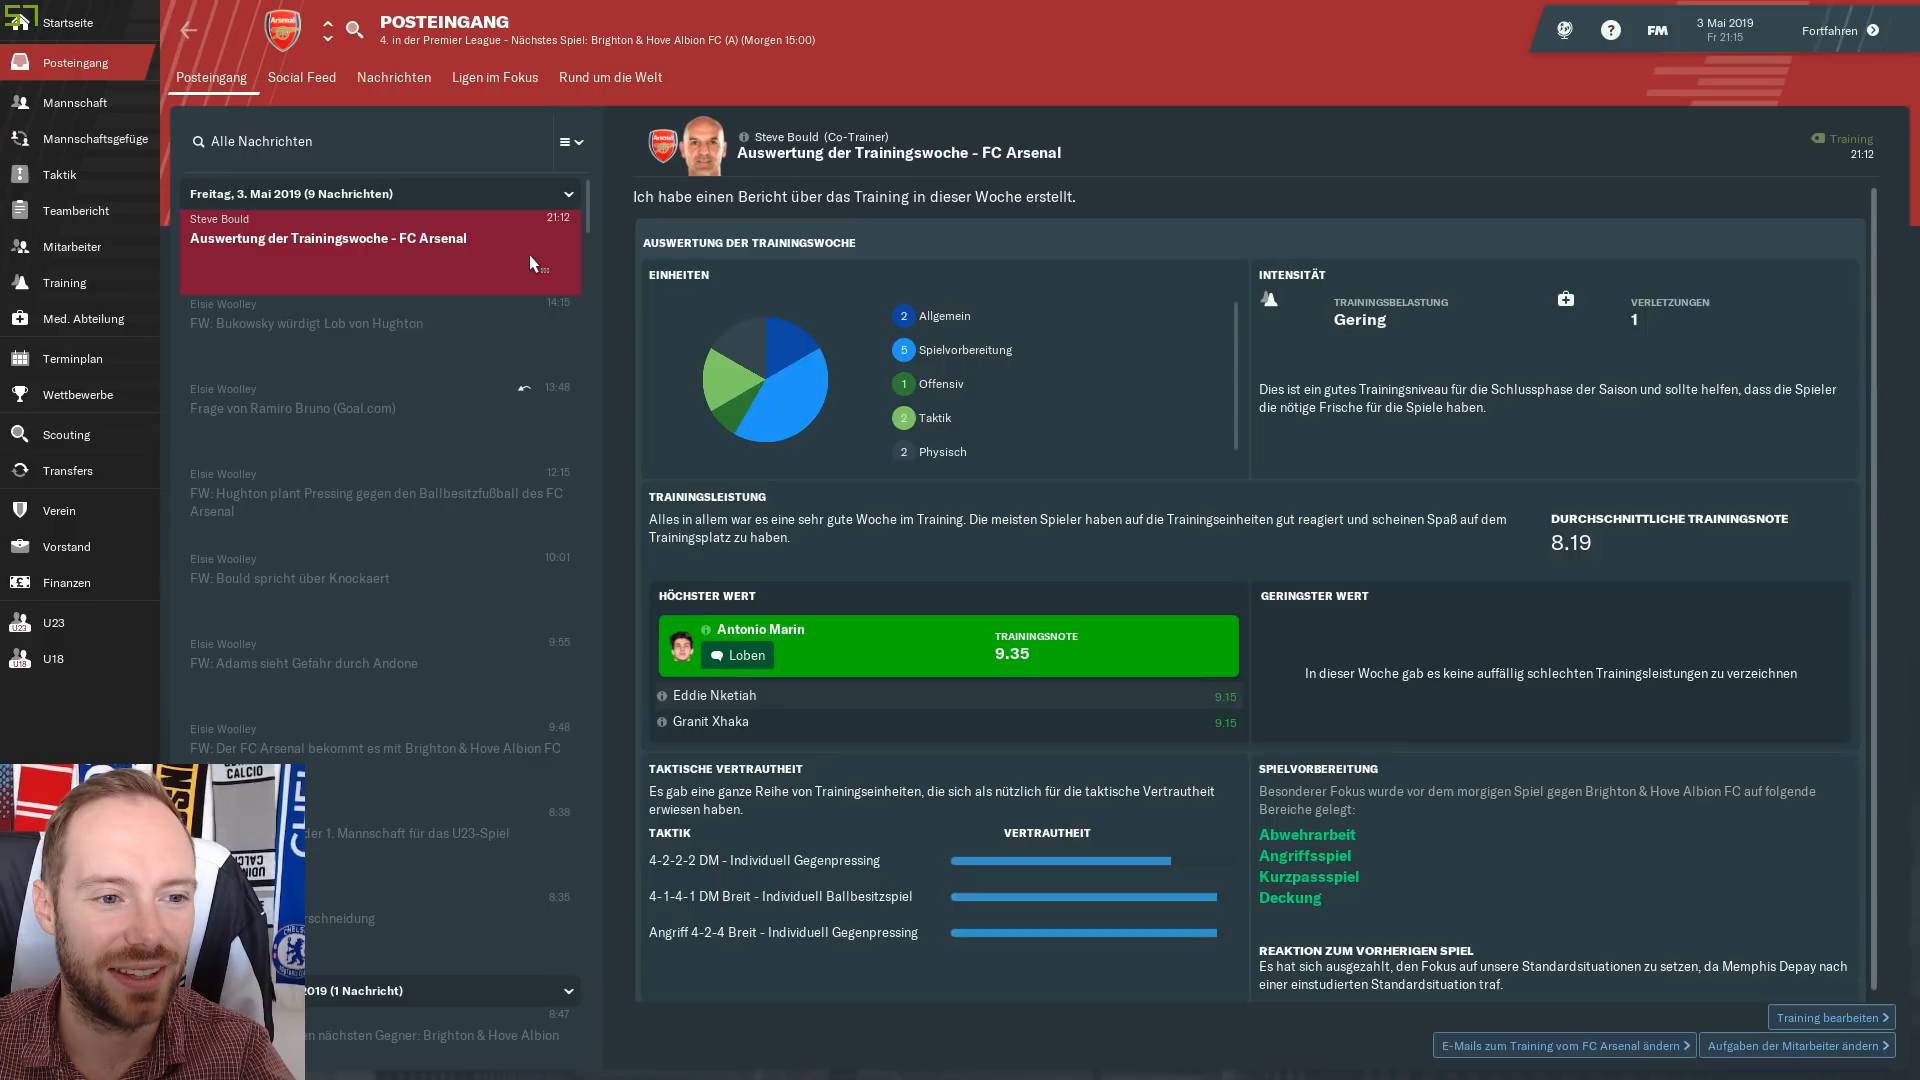 57
Startseite
Posteingang
Mannschaft
Mannschaftsgefüge
Taktik
Teambericht
Mitarbeiter
Training
Med. Abteilung
Terminplan
Wettbewerbe
Scouting
Transfers
Verein
Vorstand
Finanzen
U23
U18
POSTEINGANG
4. in der Premier League - Nächstes Spiel: Brighton & Hove Albion FC (A) (Morgen 15:00)
FM
3 Mai 2019
Fr 21:15
Fortfahren
Posteingang Social Feed Nachrichten Ligen im Fokus Rund um die Welt
Alle Nachrichten
Freitag, 3. Mai 2019 (9 Nachrichten)
Steve Bould 21:12
Auswertung der Trainingswoche - FC Arsenal
Elsie Woolley 14:15
FW: Bukowsky würdigt Lob von Hughton
Elsie Woolley 13:48
Frage von Ramiro Bruno (Goal.com)
Elsie Woolley 12:15
FW: Hughton plant Pressing gegen den Ballbesitzfußball des FC
Arsenal
Elsie Woolley 10:01
FW: Bould spricht über Knockaert
Elsie Woolley 9:55
FW: Adams sieht Gefahr durch Andone
Elsie Woolley 9:48
FW: Der FC Arsenal bekommt es mit Brighton & Hove Albion FC
8:38
der 1. Mannschaft für das U23-Spiel
8:35
rschneidung
019 (1 Nachricht)
8:47
en nächsten Gegner: Brighton & Hove Albion
CALCIO
Steve Bould (Co-Trainer)
Auswertung der Trainingswoche - FC Arsenal
Training
21:12
Ich habe einen Bericht über das Training in dieser Woche erstellt.
AUSWERTUNG DER TRAININGSWOCHE
EINHEITEN
2 Allgemein
5 Spielvorbereitung
1 Offensiv
2 Taktik
2 Physisch
INTENSITÄT
TRAININGSBELASTUNG
Gering
VERLETZUNGEN
1
Dies ist ein gutes Trainingsniveau für die Schlussphase der Saison und sollte helfen, dass die Spieler
die nötige Frische für die Spiele haben.
TRAININGSLEISTUNG
Alles in allem war es eine sehr gute Woche im Training. Die meisten Spieler haben auf die Trainingseinheiten gut reagiert und scheinen Spaß auf dem
Trainingsplatz zu haben.
DURCHSCHNITTLICHE TRAININGSNOTE
8.19
HÖCHSTER WERT
Antonio Marin
Loben
TRAININGSNOTE
9.35
Eddie Nketiah 9.15
Granit Xhaka 9.15
GERINGSTER WERT
In dieser Woche gab es keine auffällig schlechten Trainingsleistungen zu verzeichnen
TAKTISCHE VERTRAUTHEIT
Es gab eine ganze Reihe von Trainingseinheiten, die sich als nützlich für die taktische Vertrautheit
erwiesen haben.
TAKTIK VERTRAUTHEIT
4-2-2-2 DM - Individuell Gegenpressing
4-1-4-1 DM Breit - Individuell Ballbesitzspiel
Angriff 4-2-4 Breit - Individuell Gegenpressing
SPIELVORBEREITUNG
Besonderer Fokus wurde vor dem morgigen Spiel gegen Brighton & Hove Albion FC auf folgende
Bereiche gelegt:
Abwehrarbeit
Angriffsspiel
Kurzpassspiel
Deckung
REAKTION ZUM VORHERIGEN SPIEL
Es hat sich ausgezahlt, den Fokus auf unsere Standardsituationen zu setzen, da Memphis Depay nach
einer einstudierten Standardsituation traf.
Training bearbeiten
E-Mails zum Training vom FC Arsenal ändern
Aufgaben der Mitarbeiter ändern